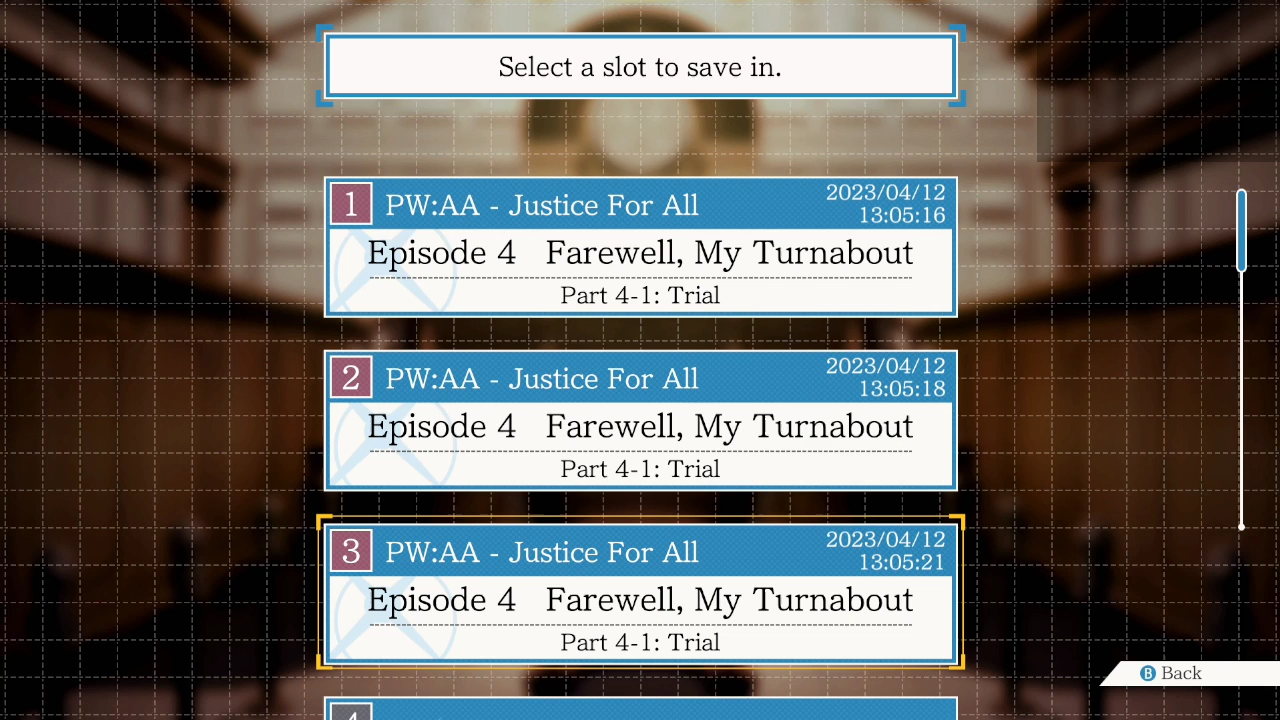 Select a slot to save in.
1 PW:AA - Justice For All 2023/04/12
13:05:16
Episode 4 Farewell, My Turnabout
Part 4-1: Trial
2 PW:AA - Justice For All 2023/04/12
13:05:18
Episode 4 Farewell, My Turnabout
Part 4-1: Trial
3 PW:AA - Justice For All 2023/04/12
13:05:21
Episode 4 Farewell, My Turnabout
Part 4-1: Trial
4
B Back